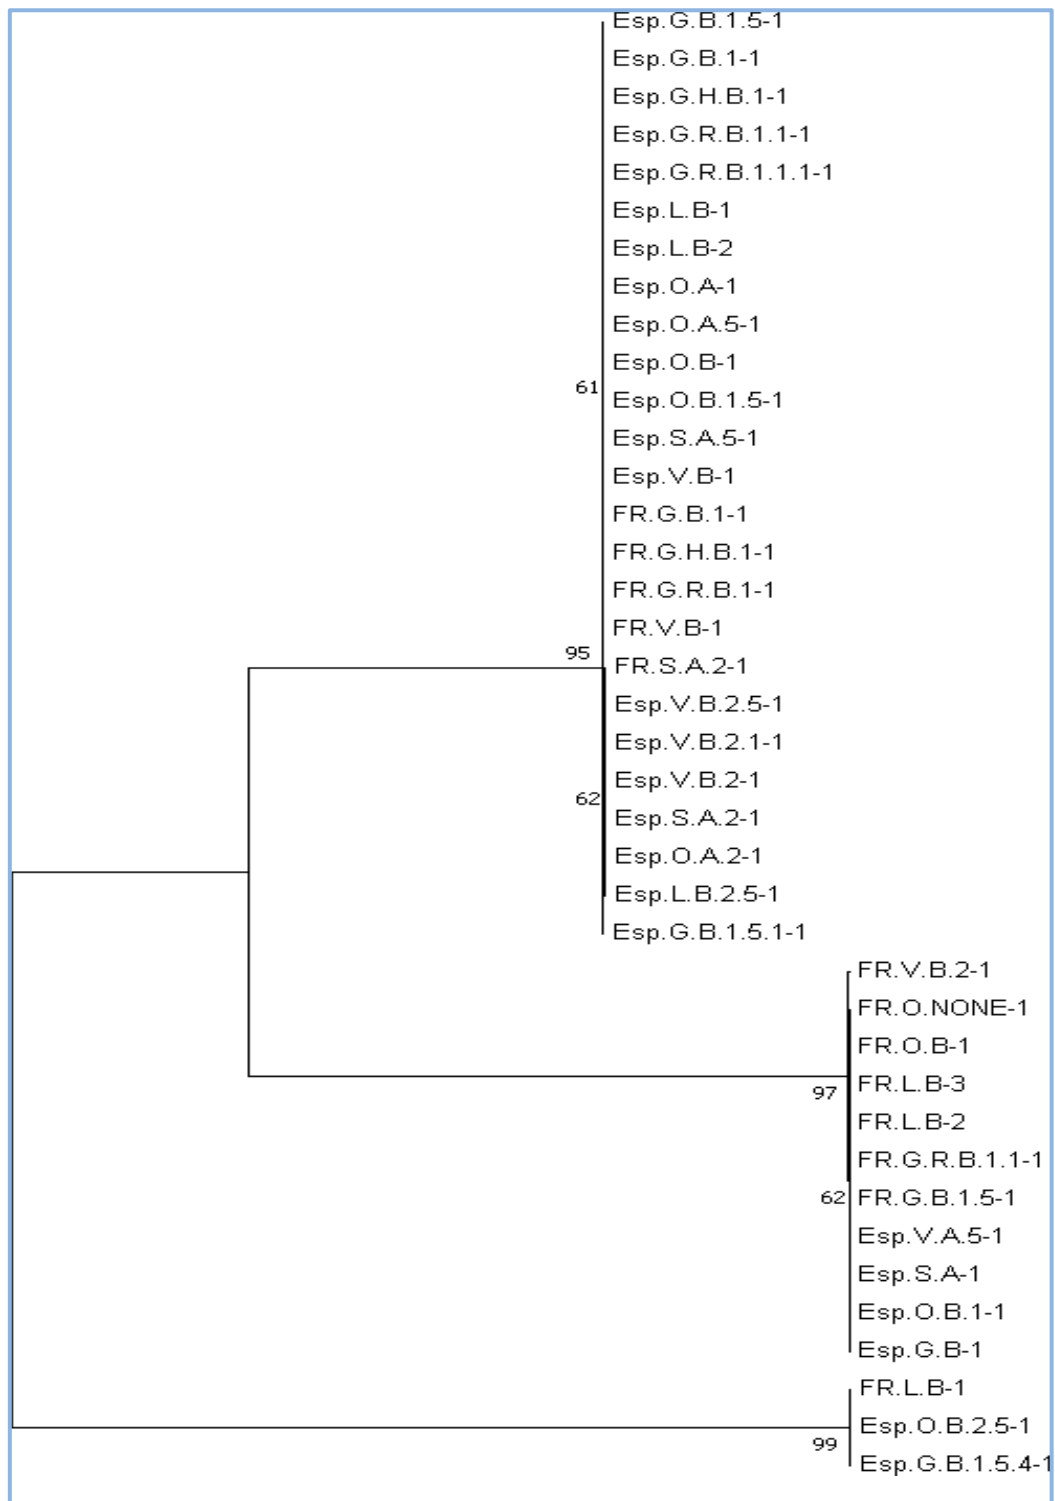 Esp.G.B.1.5-1
Esp.G.B.1-1
Esp.G.H.B.1-1
Esp.G.R.B.1.1-1
Esp.G.R.B.1.1.1-1
Esp.L.B-1
Esp.L.B-2
Esp.O.A-1
Esp.O.A.5-1
Esp.O.B-1
61
Esp.O.B.1.5-1
Esp.S.A.5-1
Esp.V.B-1
FR.G.B.1-1
FR.G.H.B.1-1
FR.G.R.B.1-1
FR.V.B-1
95
FR.S.A.2-1
Esp.V.B.2.5-1
Esp.V.B.2.1-1
Esp.V.B.2-1
62
Esp.S.A.2-1
Esp.O.A.2-1
Esp.L.B.2.5-1
Esp.G.B.1.5.1-1
FR.V.B.2-1
FR.O.NONE-1
FR.O.B-1
FR.L.B-3
97
FR.L.B-2
FR.G.R.B.1.1-1
62
FR.G.B.1.5-1
Esp.V.A.5-1
Esp.S.A-1
Esp.O.B.1-1
Esp.G.B-1
FR.L.B-1
Esp.O.B.2.5-1
99
Esp.G.B.1.5.4-1